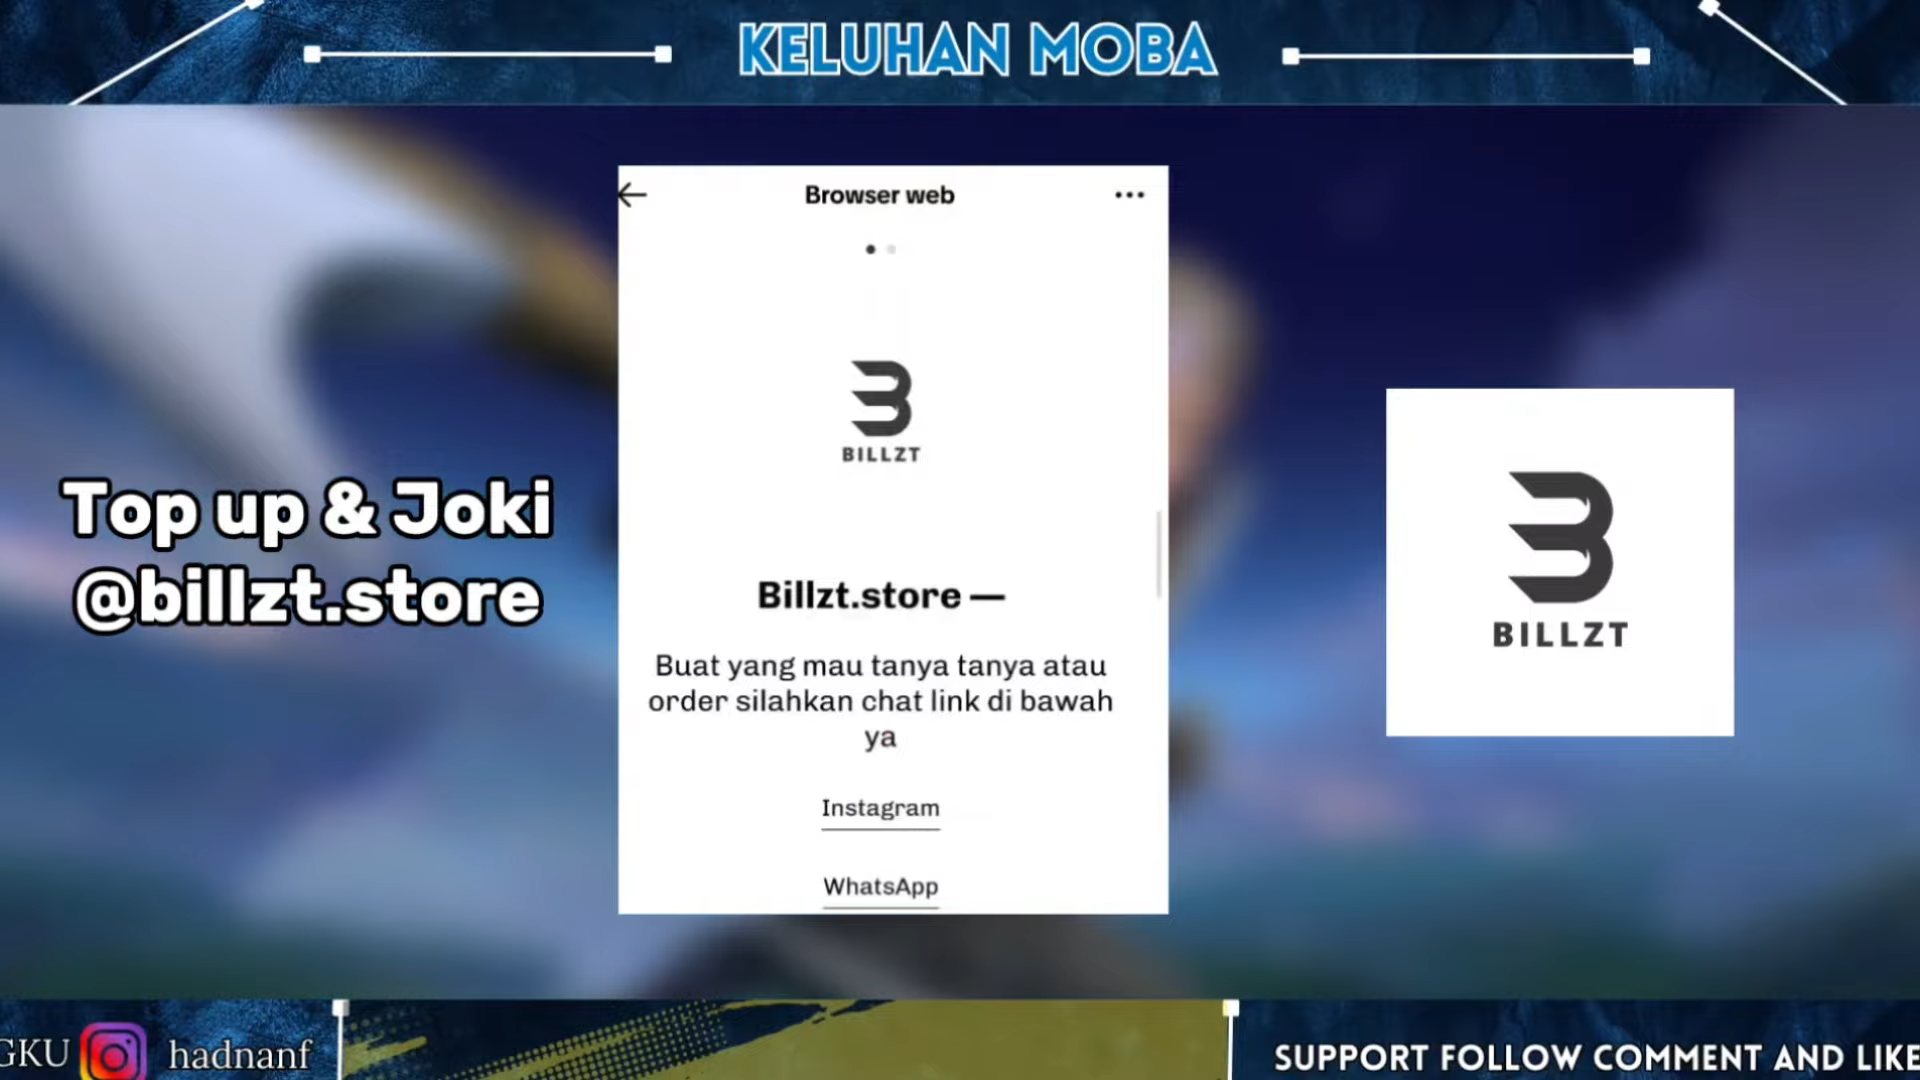 KELUHAN MOBA
Browser web
BILLZT
Top up & Joki
@billzt.store
Billzt.store —
Buat yang mau tanya tanya atau
order silahkan chat link di bawah
ya
Instagram
WhatsApp
BILLZT
GKU
hadnanf
SUPPORT FOLLOW COMMENT AND LIKE